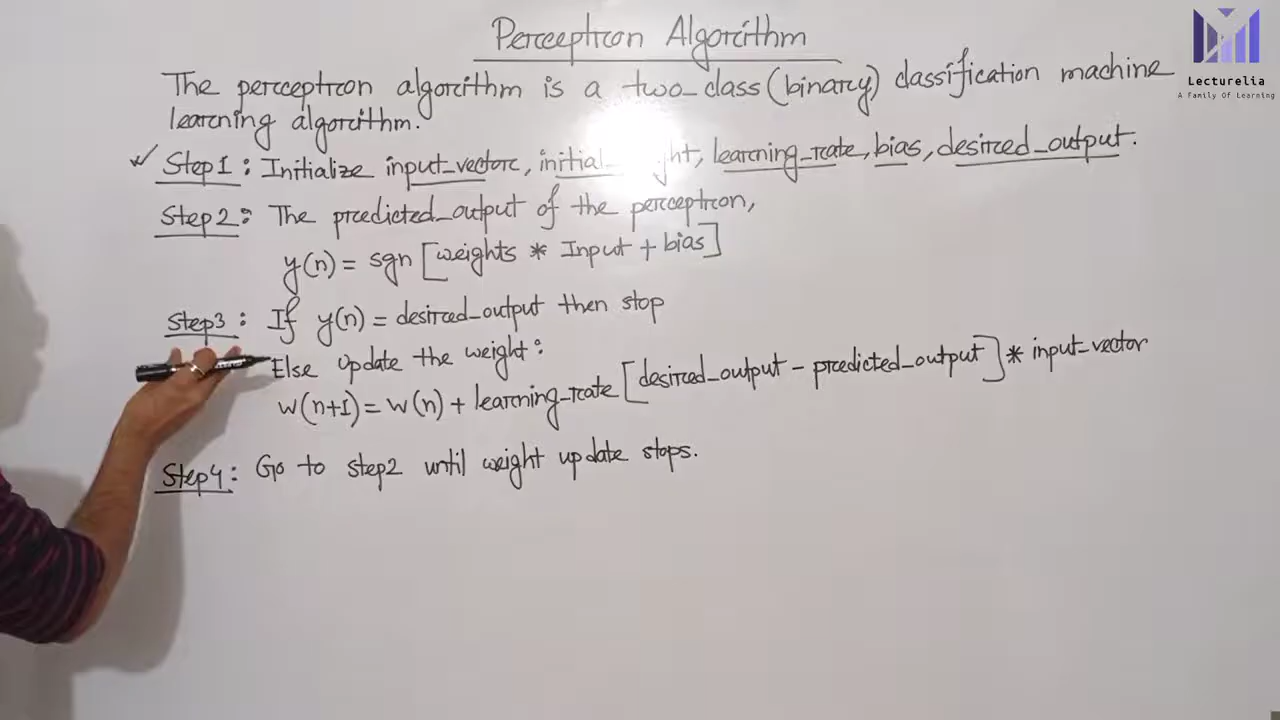 Perceptron Algorithm
Lecturelia
A Family Of Learning
The perceptron algorithm is a two_class (binary) classification machine
learning algorithm.
✓ Step1: Initialize input_vector, initial_ght, learning_rate, bias, desired_output.
Step2: The predicted_output of the perceptron,
y(n) = sgn [weights * Input + bias]
Step3: If y(n) = desired_output then stop
Else update the weight:
w(n+1) = w(n) + learning_rate [desired_output - predicted_output] * input_vector
Step4: Go to step2 until weight update stops.